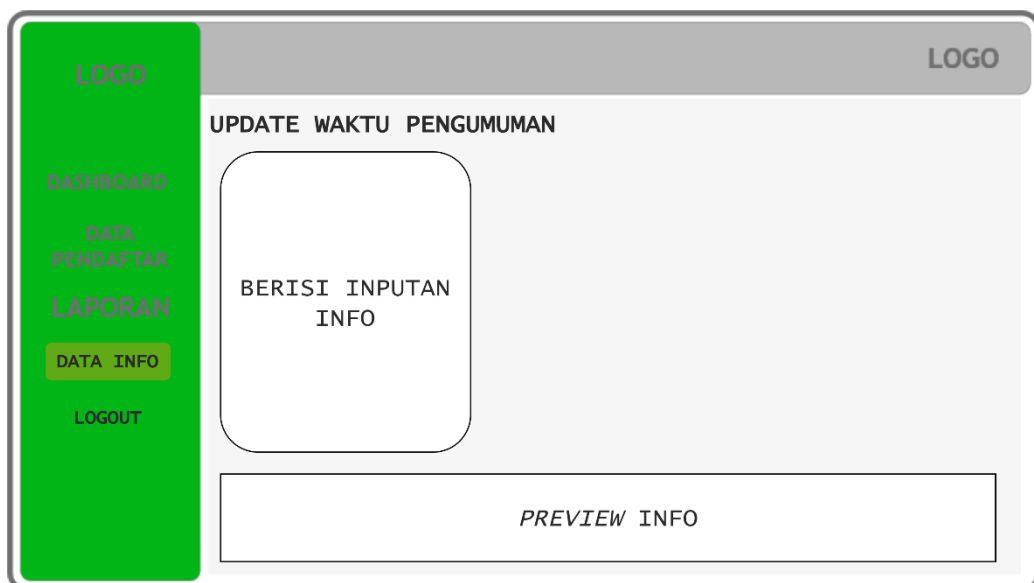 LOGO
LOGO
UPDATE WAKTU PENGUMUMAN
DASHBOARD
DATA
PENDAFTAR
LAPORAN
DATA INFO
LOGOUT
BERISI INPUTAN
INFO
PREVIEW INFO